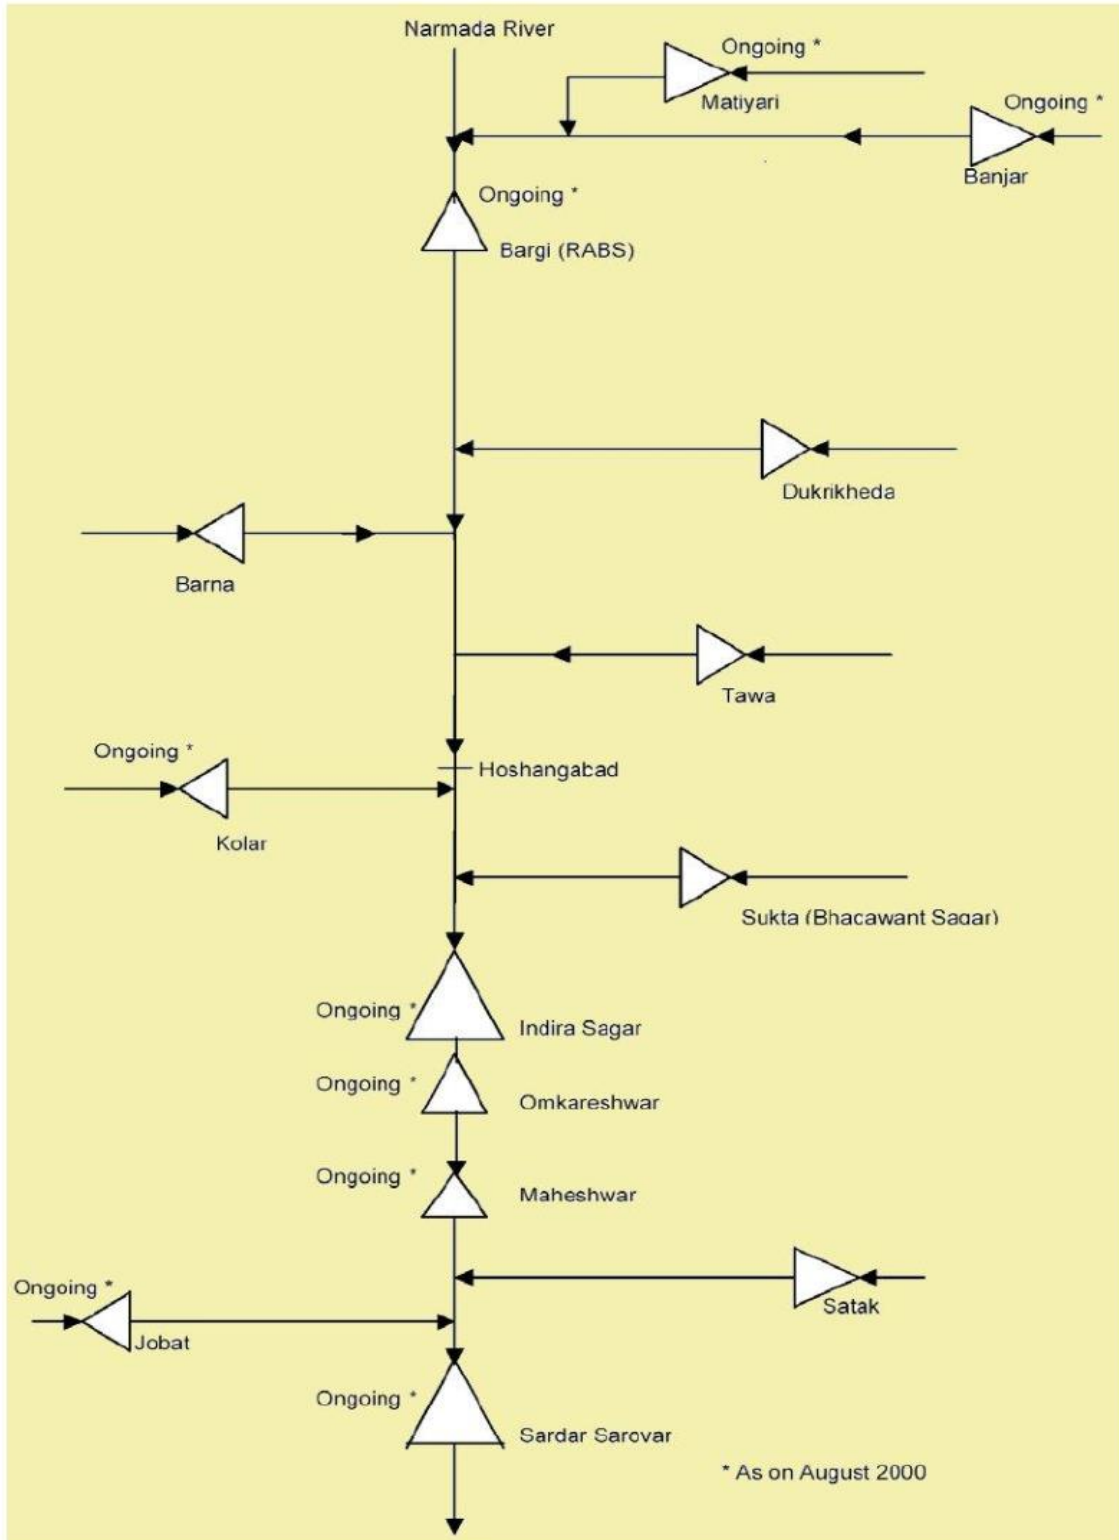 Narmada River
Ongoing *
Matiyari
Ongoing *
Banjar
Ongoing *
Bargi (RABS)
Dukrikheda
Barna
Tawa
Ongoing *
Hoshangabad
Kolar
Sukta (Bhacawant Sagar)
Ongoing *
Indira Sagar
Ongoing *
Omkareshwar
Ongoing *
Maheshwar
Ongoing *
Satak
Jobat
Ongoing *
Sardar Sarovar
* As on August 2000